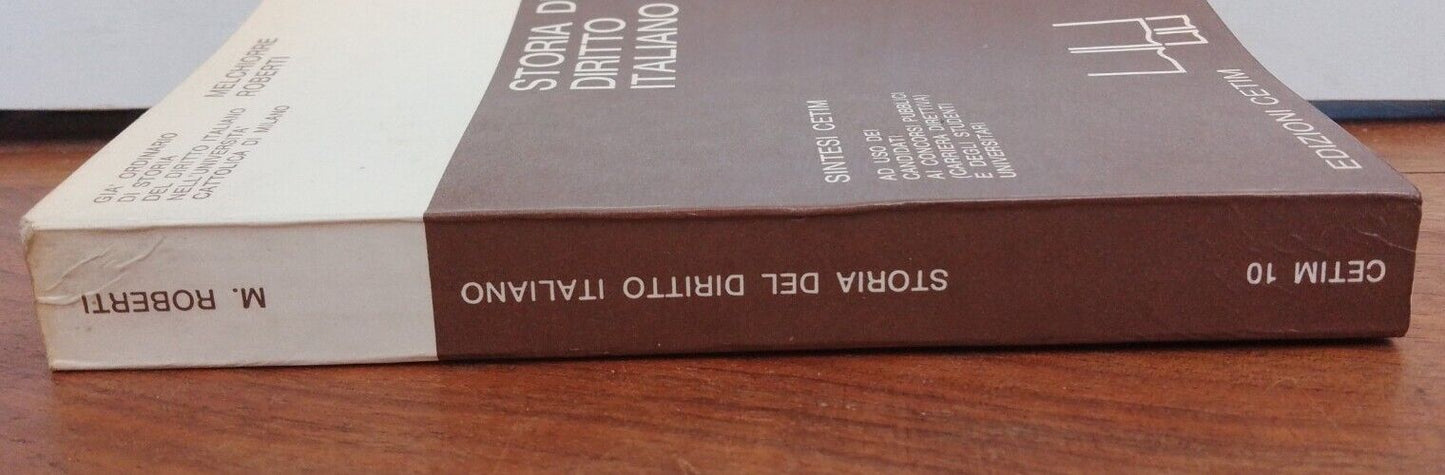 MELCHIORRE
ROBERTI
GIA' ORDINARIO
DI STORIA
DEL DIRITTO ITALIANO
NELL'UNIVERSITA'
CATTOLICA DI MILANO
STORIA D
DIRITTO
ITALIANO
SINTESI CETIM
AD USO DEI
CANDIDATI
AI CONCORSI PUBBLICI
(CARRIERA DIRETTIVA)
E DEGLI STUDENTI
UNIVERSITARI
EDIZIONI CETIM
M. ROBERTI
STORIA DEL DIRITTO ITALIANO
CETIM 10